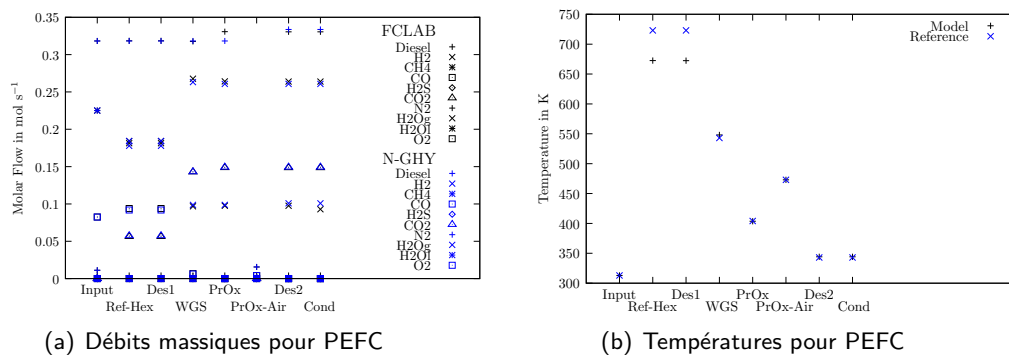 0.35
0.3
0.25
0.2
0.15
0.1
0.05
0
Molar Flow in mol s⁻¹
Input
Ref-Hex
Des1
WGS
PrOx
PrOx-Air
Des2
Cond
FCLAB
Diesel
H2
CH4
CO
H2S
CO2
N2
H2Og
H2Ol
O2
N-GHY
Diesel
H2
CH4
CO
H2S
CO2
N2
H2Og
H2Ol
O2
(a) Débits massiques pour PEFC
750
700
650
600
550
500
450
400
350
300
Temperature in K
Input
Ref-Hex
Des1
WGS
PrOx
PrOx-Air
Des2
Cond
Model
Reference
(b) Températures pour PEFC